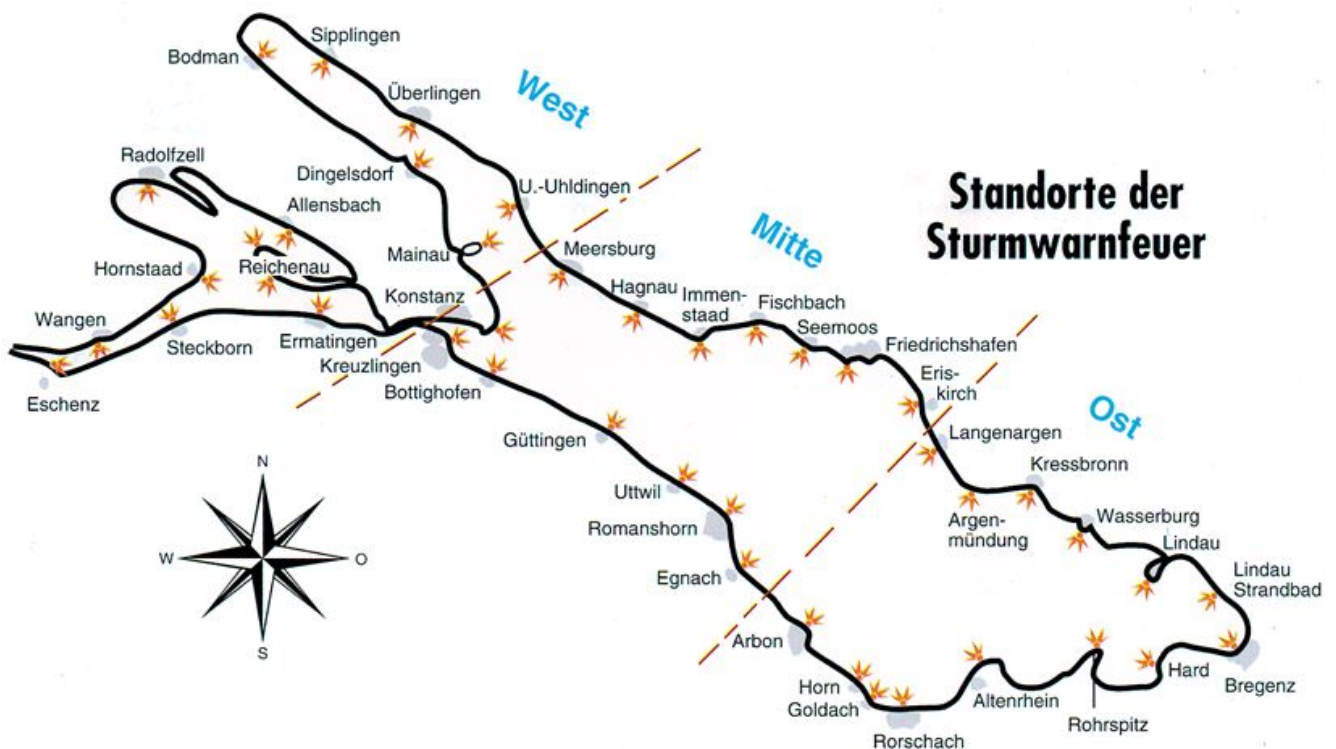 Standorte der
Sturmwarnfeuer
West
Mitte
Ost
Bodman
Sipplingen
Überlingen
Dingelsdorf
U.-Uhldingen
Radolfzell
Allensbach
Mainau
Reichenau
Hornstaad
Konstanz
Wangen
Steckborn
Ermatingen
Kreuzlingen
Eschenz
Bottighofen
Meersburg
Hagnau
Immen-
staad
Fischbach
Seemoos
Friedrichshafen
Eris-
kirch
Langenargen
Kressbronn
Argen-
mündung
Wasserburg
Lindau
Lindau
Strandbad
Güttingen
Uttwil
Romanshorn
Egnach
Arbon
Horn
Goldach
Rorschach
Altenrhein
Rohrspitz
Hard
Bregenz
N
W
O
S